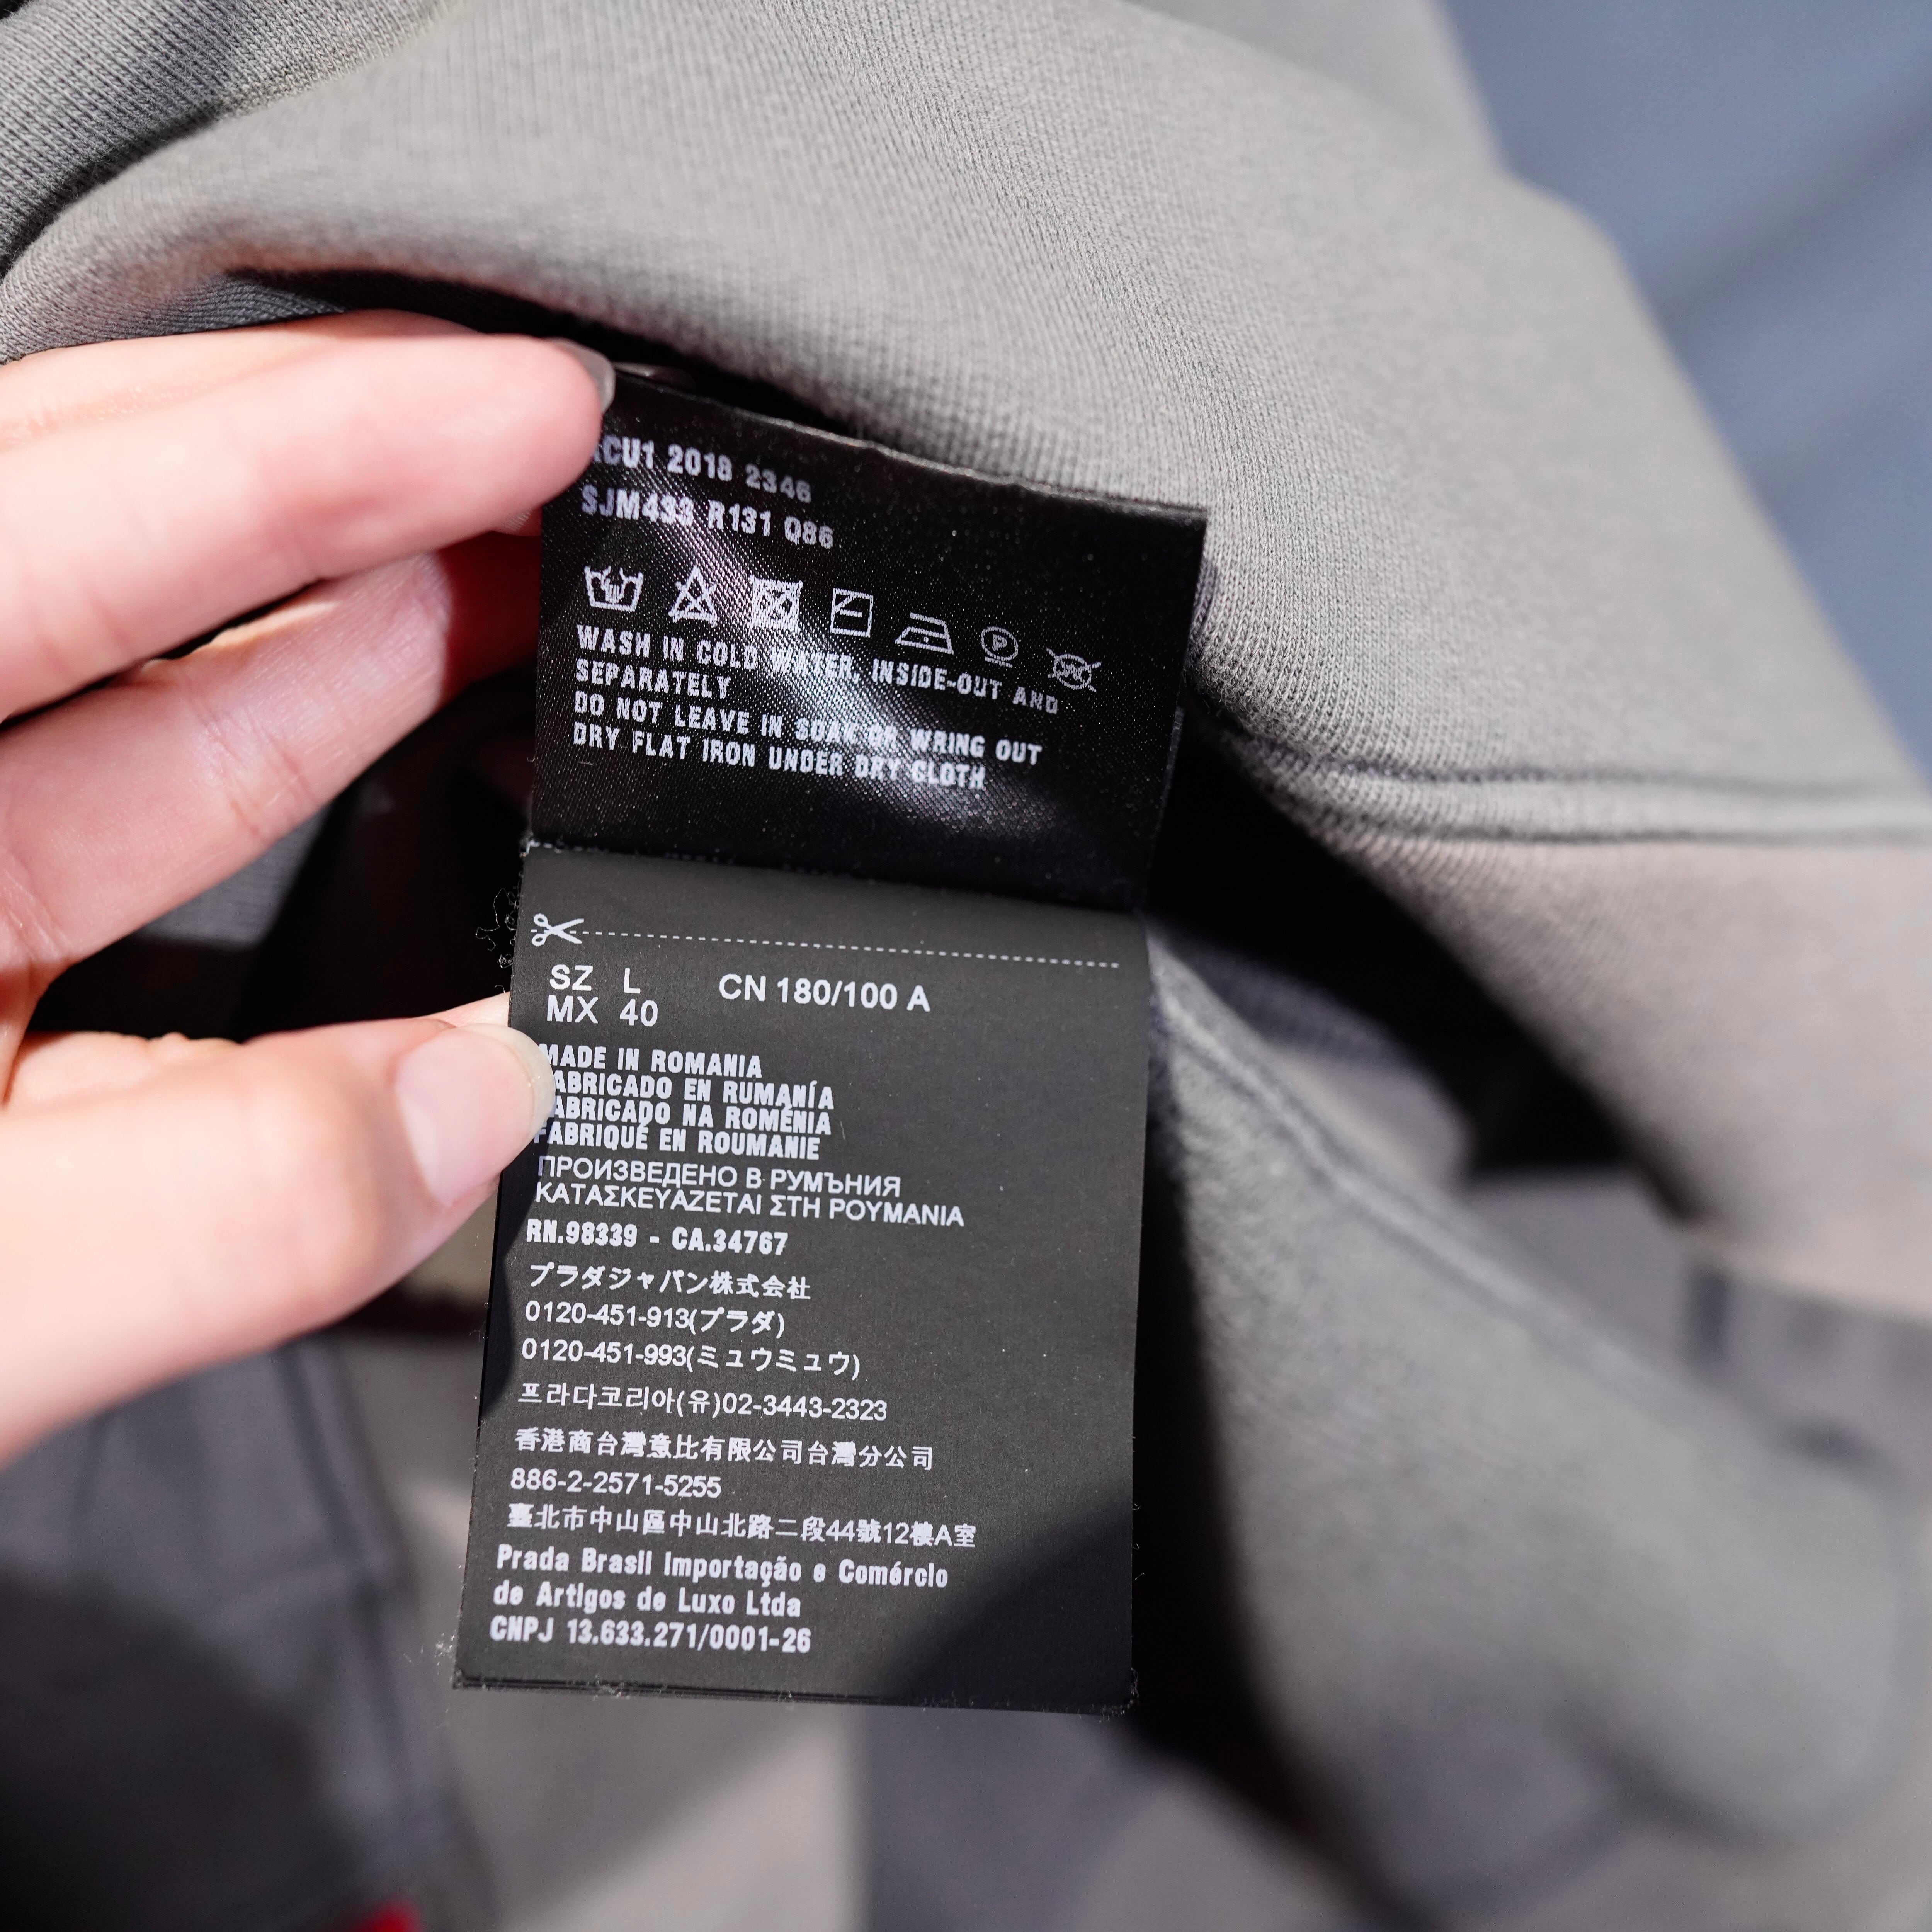 CU1 2018 2346
SJM433 R131 Q86
P
WASH IN COLD WATER, INSIDE-OUT AND
SEPARATELY
DO NOT LEAVE IN SOAK OR WRING OUT
DRY FLAT IRON UNDER DRY CLOTH
SZ L CN 180/100 A
MX 40
MADE IN ROMANIA
FABRICADO EN RUMANÍA
FABRICADO NA ROMÉNIA
FABRIQUÉ EN ROUMANIE
ПРОИЗВЕДЕНО В РУМЪНИЯ
ΚΑΤΑΣΚΕΥΑΖΕΤΑΙ ΣΤΗ ΡΟΥΜΑΝΙΑ
RN.98339 - CA.34767
プラダジャパン株式会社
0120-451-913(プラダ)
0120-451-993(ミュウミュウ)
프라다코리아(유)02-3443-2323
香港商台灣意比有限公司台灣分公司
886-2-2571-5255
臺北市中山區中山北路二段44號12樓A室
Prada Brasil Importação e Comércio
de Artigos de Luxo Ltda
CNPJ 13.633.271/0001-26